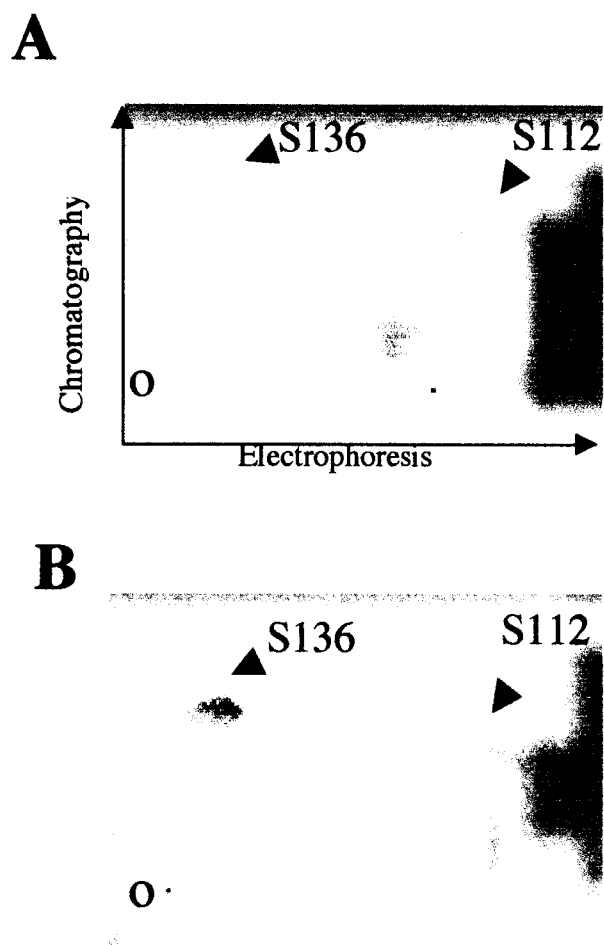 A
S136 S112
Chromatography
O
Electrophoresis
B
S136 S112
O